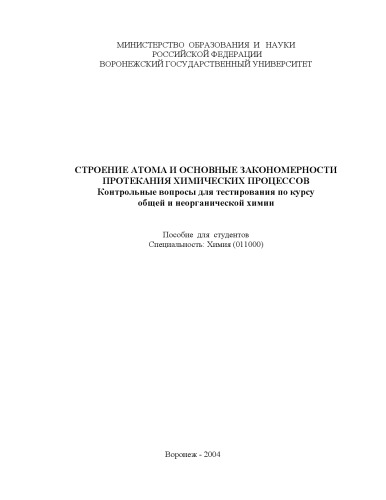 МИНИСТЕРСТВО ОБРАЗОВАНИЯ И НАУКИ
РОССИЙСКОЙ ФЕДЕРАЦИИ
ВОРОНЕЖСКИЙ ГОСУДАРСТВЕННЫЙ УНИВЕРСИТЕТ
СТРОЕНИЕ АТОМА И ОСНОВНЫЕ ЗАКОНОМЕРНОСТИ
ПРОТЕКАНИЯ ХИМИЧЕСКИХ ПРОЦЕССОВ
Контрольные вопросы для тестирования по курсу
общей и неорганической химии
Пособие для студентов
Специальность: Химия (011000)
Воронеж - 2004